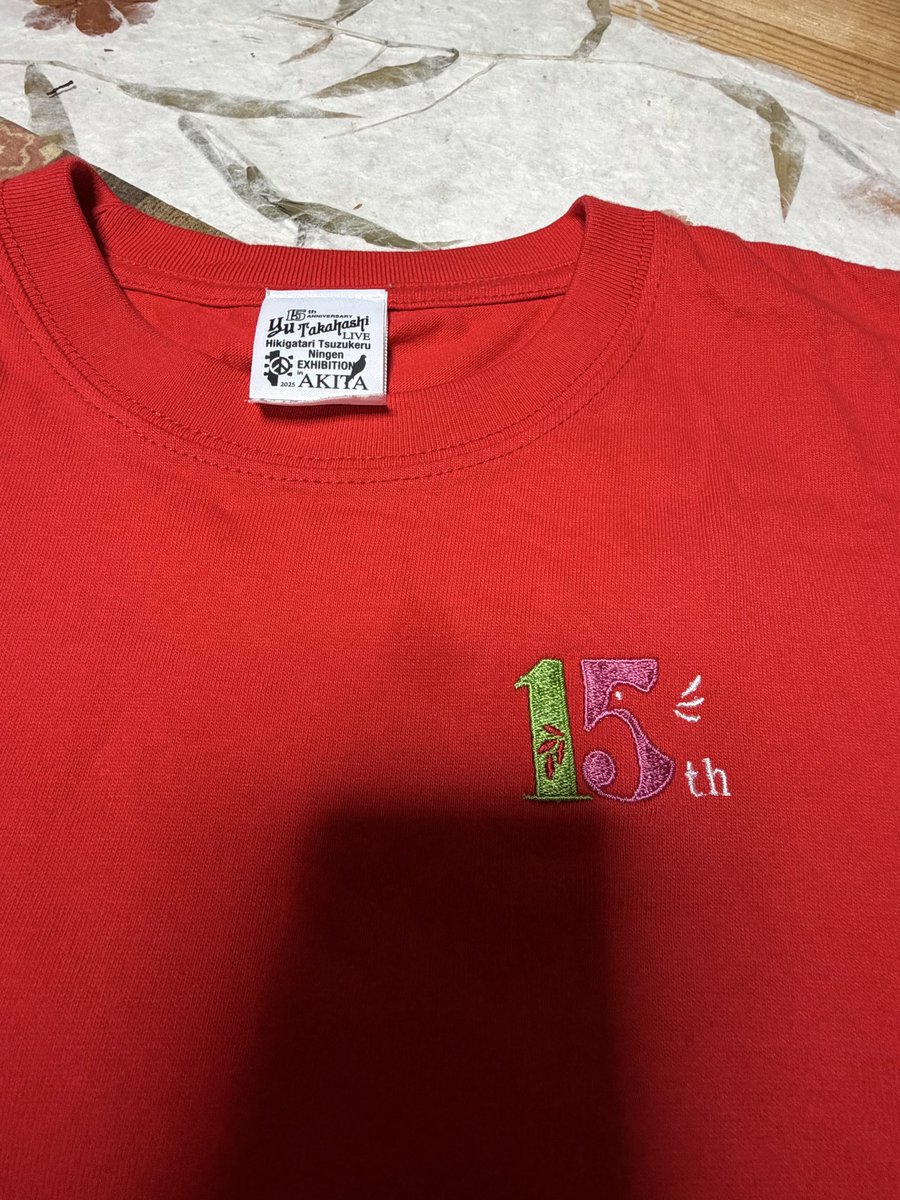 15th
ANNIVERSARY
Yu Takahashi
LIVE
Hikigatari Tsuzukeru
Ningen
EXHIBITION
in
2025 AKITA
15th